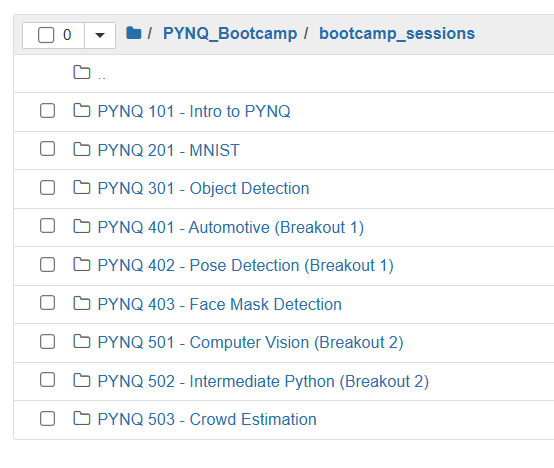 0 / PYNQ_Bootcamp / bootcamp_sessions
..
PYNQ 101 - Intro to PYNQ
PYNQ 201 - MNIST
PYNQ 301 - Object Detection
PYNQ 401 - Automotive (Breakout 1)
PYNQ 402 - Pose Detection (Breakout 1)
PYNQ 403 - Face Mask Detection
PYNQ 501 - Computer Vision (Breakout 2)
PYNQ 502 - Intermediate Python (Breakout 2)
PYNQ 503 - Crowd Estimation